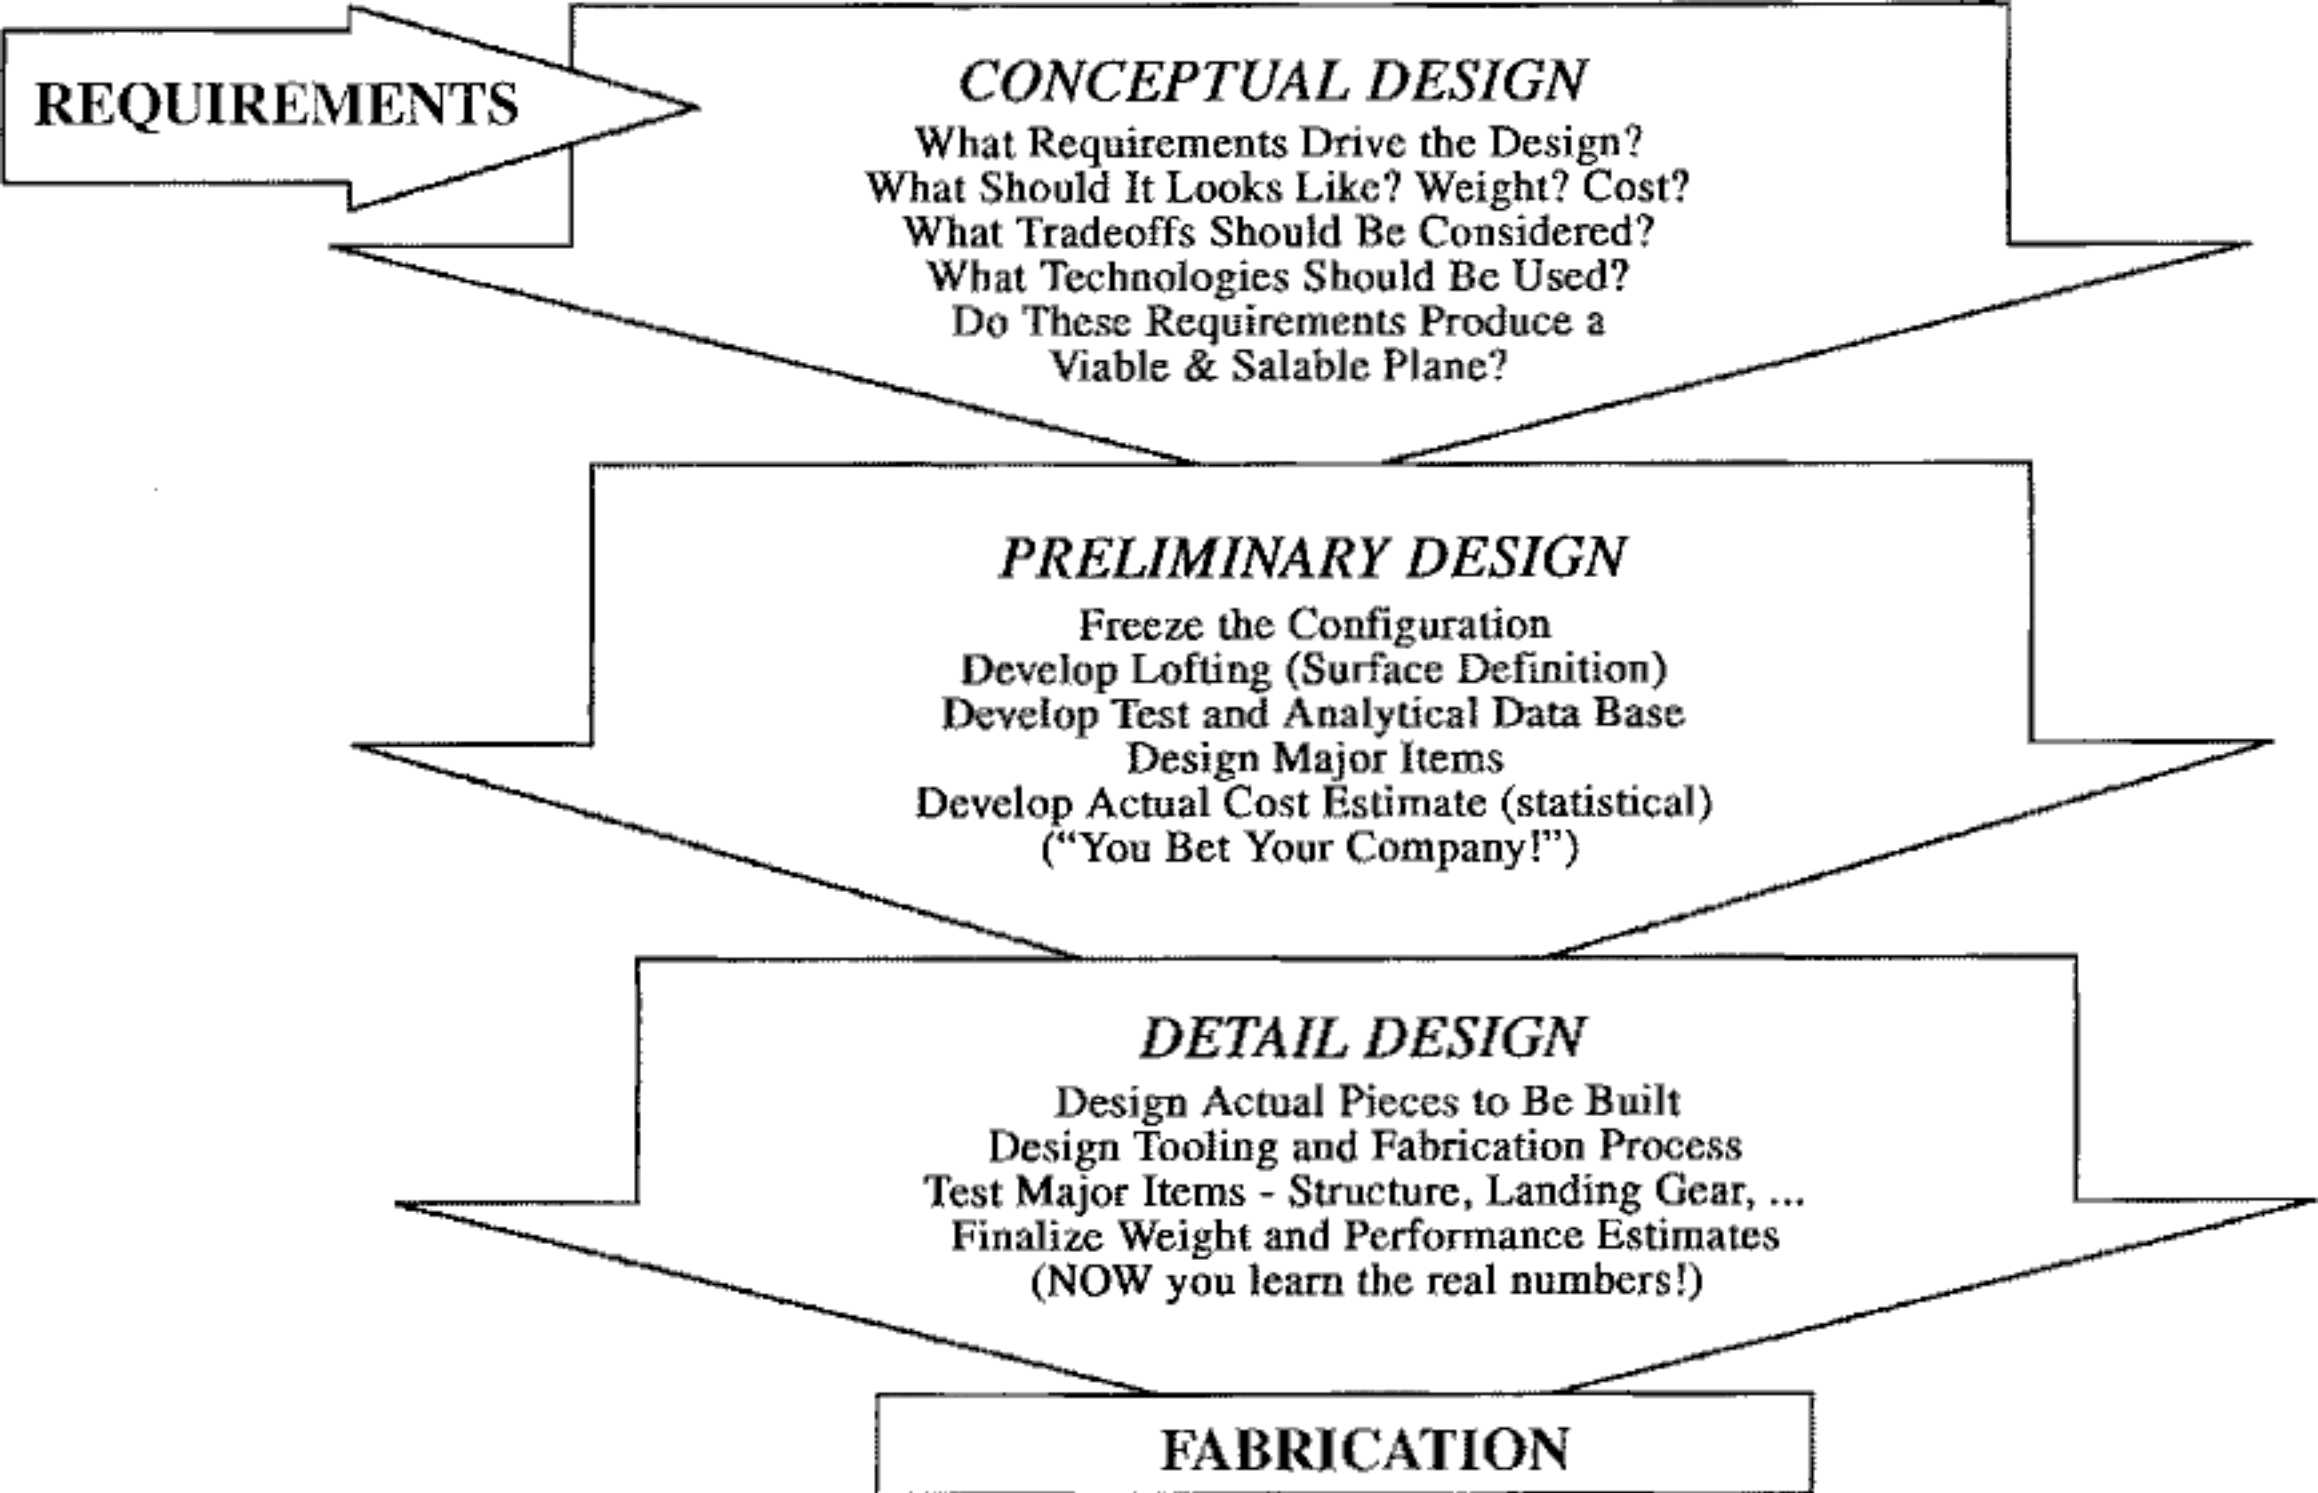 REQUIREMENTS
CONCEPTUAL DESIGN
What Requirements Drive the Design?
What Should It Looks Like? Weight? Cost?
What Tradeoffs Should Be Considered?
What Technologies Should Be Used?
Do These Requirements Produce a
Viable & Salable Plane?
PRELIMINARY DESIGN
Freeze the Configuration
Develop Lofting (Surface Definition)
Develop Test and Analytical Data Base
Design Major Items
Develop Actual Cost Estimate (statistical)
(“You Bet Your Company!”)
DETAIL DESIGN
Design Actual Pieces to Be Built
Design Tooling and Fabrication Process
Test Major Items - Structure, Landing Gear, ...
Finalize Weight and Performance Estimates
(NOW you learn the real numbers!)
FABRICATION